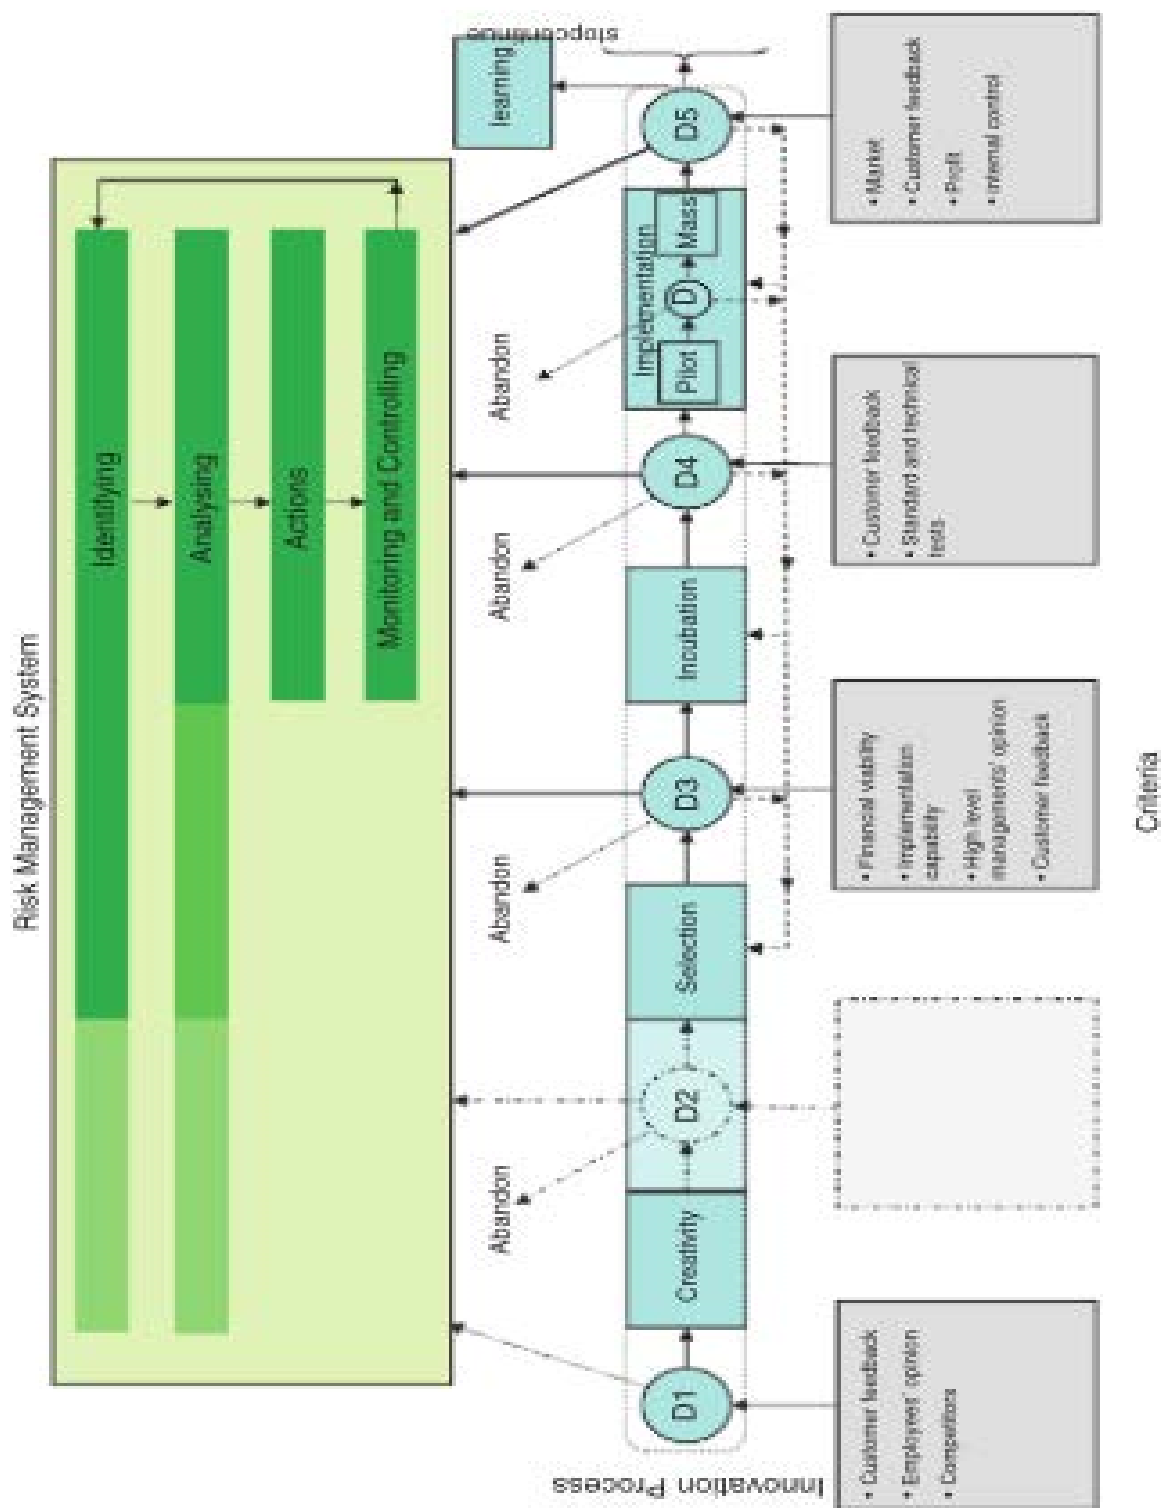 Risk Management System
Identifying
Analysing
Actions
Monitoring and Controlling
learning
stopcontinue
Abandon
Abandon
Abandon
Abandon
Innovation Process
D1
Creativity
D2
Selection
D3
Incubation
D4
Implementation
Pilot
D
Mass
D5
• Customer feedback
• Employees' opinion
• Competitors
• Financial viability
• Implementation
capability
• High level
managements' opinion
• Customer feedback
• Customer feedback
• Standard and technical
tests-
• Market
• Customer feedback
• Profit
• Internal control
Criteria